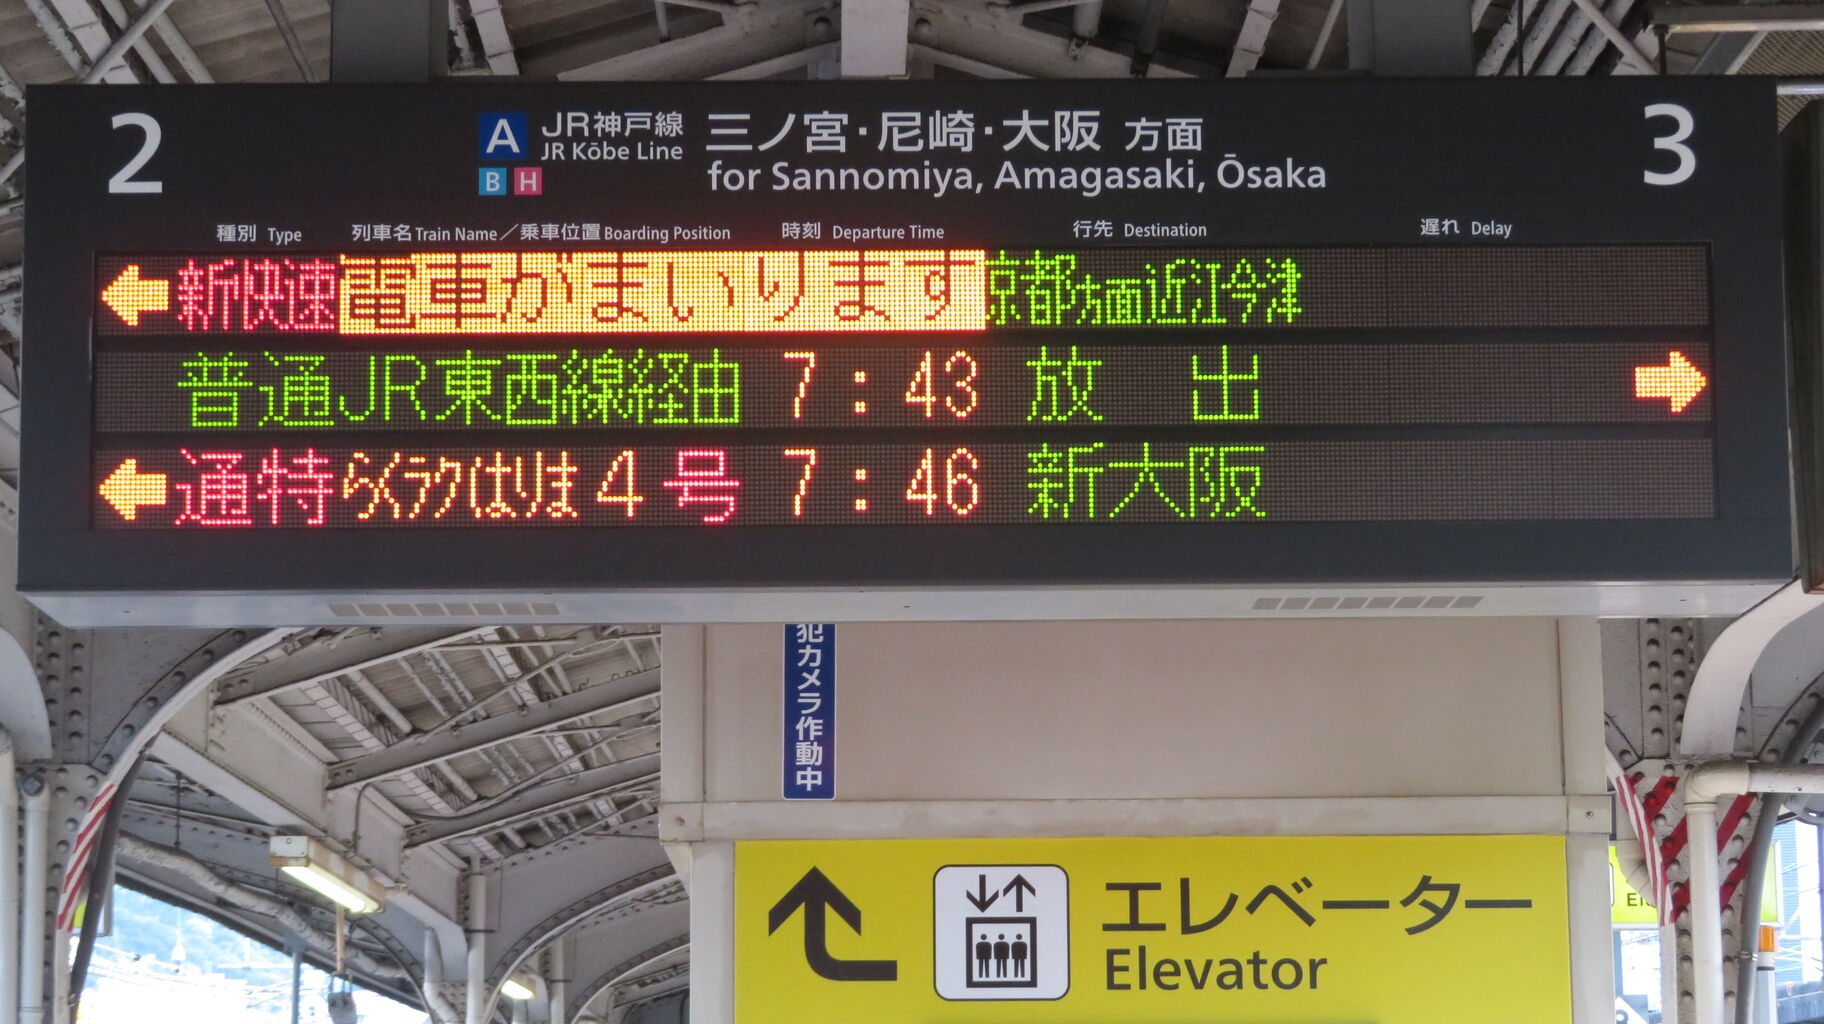 2
A
JR神戸線
JR Kōbe Line
B H
三ノ宮・尼崎・大阪 方面
for Sannomiya, Amagasaki, Ōsaka
3
種別 Type 列車名 Train Name／乗車位置 Boarding Position 時刻 Departure Time 行先 Destination 遅れ Delay
新快速 電車がまいります 京都方面近江今津
普通 JR東西線経由 7:43 放出
通特 らくラクはりま 4号 7:46 新大阪
犯カメラ作動中
エレベーター
Elevator